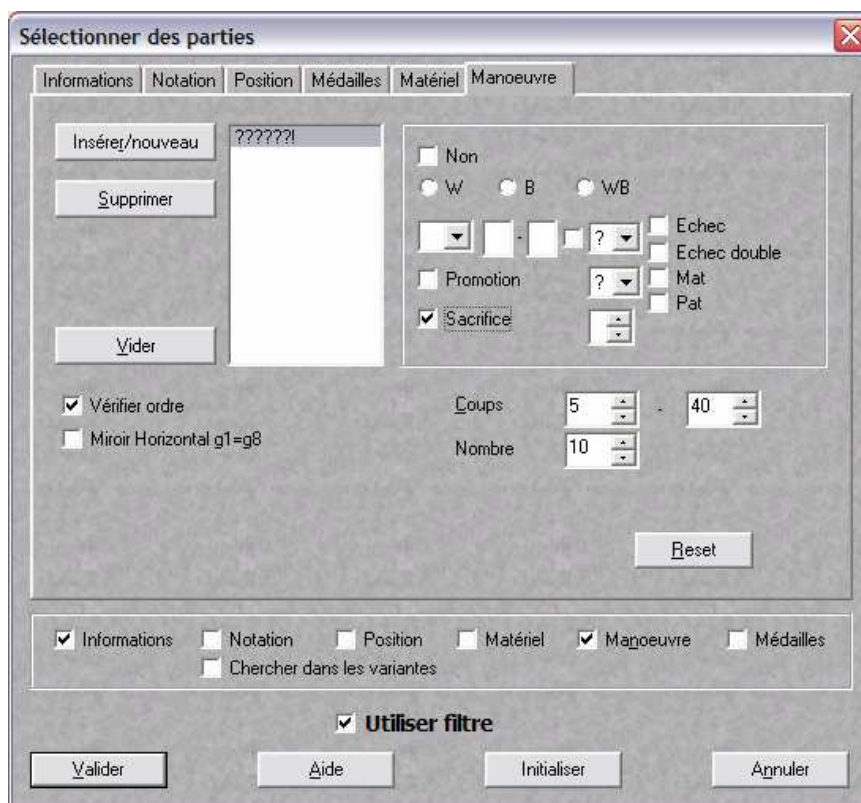 Sélectionner des parties
Informations Notation Position Médailles Matériel Manoeuvre
Insérer/nouveau ??????! Non
W B WB
Supprimer
- ? Echec
Echec double
Promotion ? Mat
Pat
Sacrifice
Vider
Vérifier ordre Coups 5 - 40
Miroir Horizontal g1=g8 Nombre 10
Reset
Informations Notation Position Matériel Manoeuvre Médailles
Chercher dans les variantes
Utiliser filtre
Valider Aide Initialiser Annuler